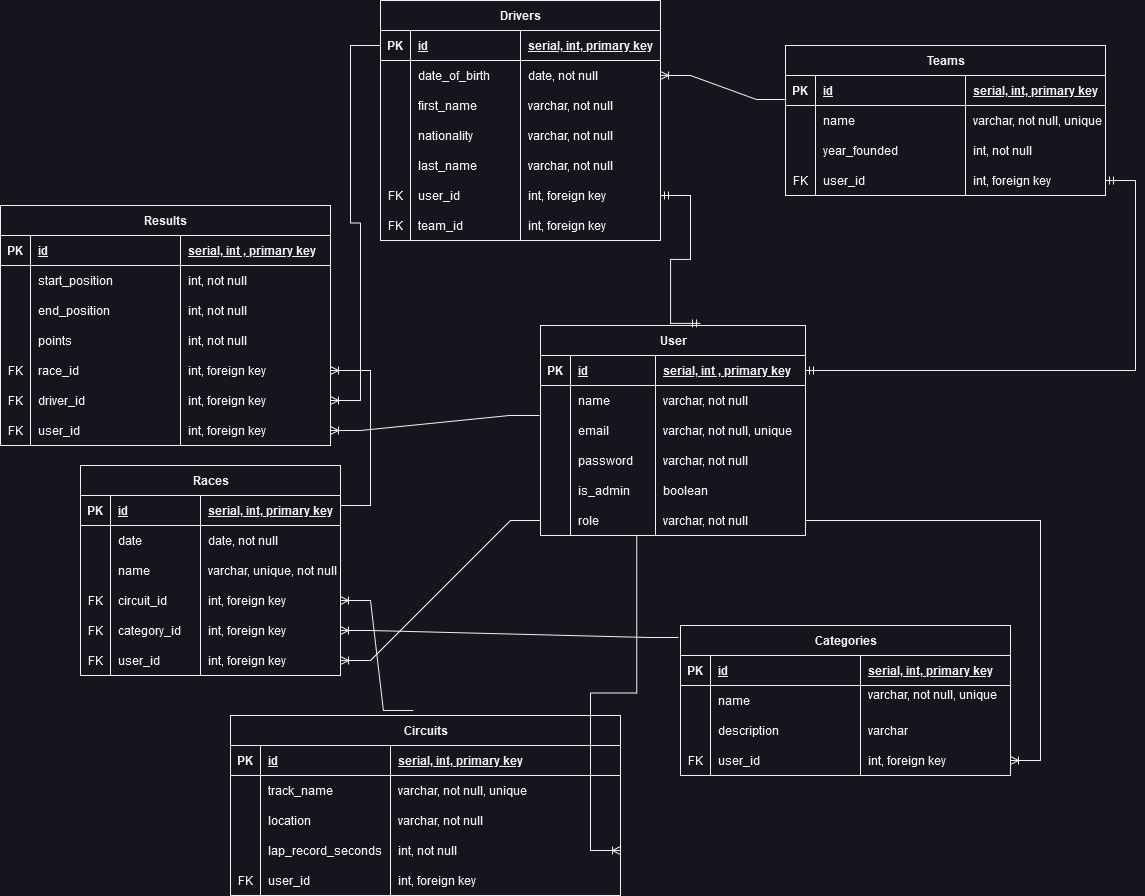 Drivers
PK id serial, int, primary key
date_of_birth date, not null
first_name varchar, not null
nationality varchar, not null
last_name varchar, not null
FK user_id int, foreign key
FK team_id int, foreign key
Teams
PK id serial, int, primary key
name varchar, not null, unique
year_founded int, not null
FK user_id int, foreign key
Results
PK id serial, int , primary key
start_position int, not null
end_position int, not null
points int, not null
FK race_id int, foreign key
FK driver_id int, foreign key
FK user_id int, foreign key
User
PK id serial, int , primary key
name varchar, not null
email varchar, not null, unique
password varchar, not null
is_admin boolean
role varchar, not null
Races
PK id serial, int, primary key
date date, not null
name varchar, unique, not null
FK circuit_id int, foreign key
FK category_id int, foreign key
FK user_id int, foreign key
Categories
PK id serial, int, primary key
name varchar, not null, unique
description varchar
FK user_id int, foreign key
Circuits
PK id serial, int, primary key
track_name varchar, not null, unique
location varchar, not null
lap_record_seconds int, not null
FK user_id int, foreign key